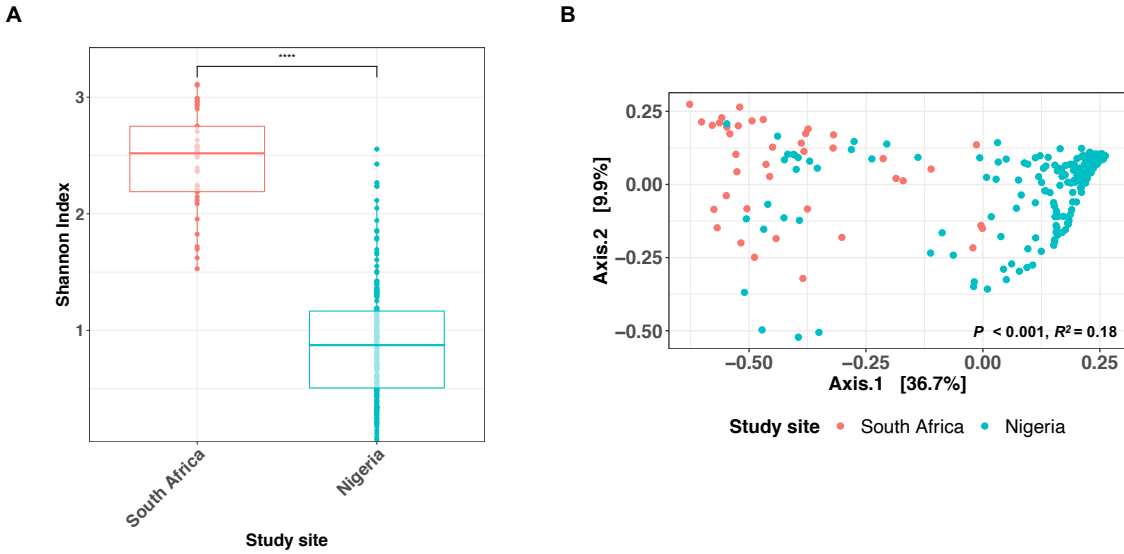 A
Shannon Index
3
2
1
****
South Africa
Nigeria
Study site
B
Axis.2 [9.9%]
0.25
0.00
−0.25
−0.50
P < 0.001, R² = 0.18
−0.50
−0.25
0.00
0.25
Axis.1 [36.7%]
Study site South Africa Nigeria